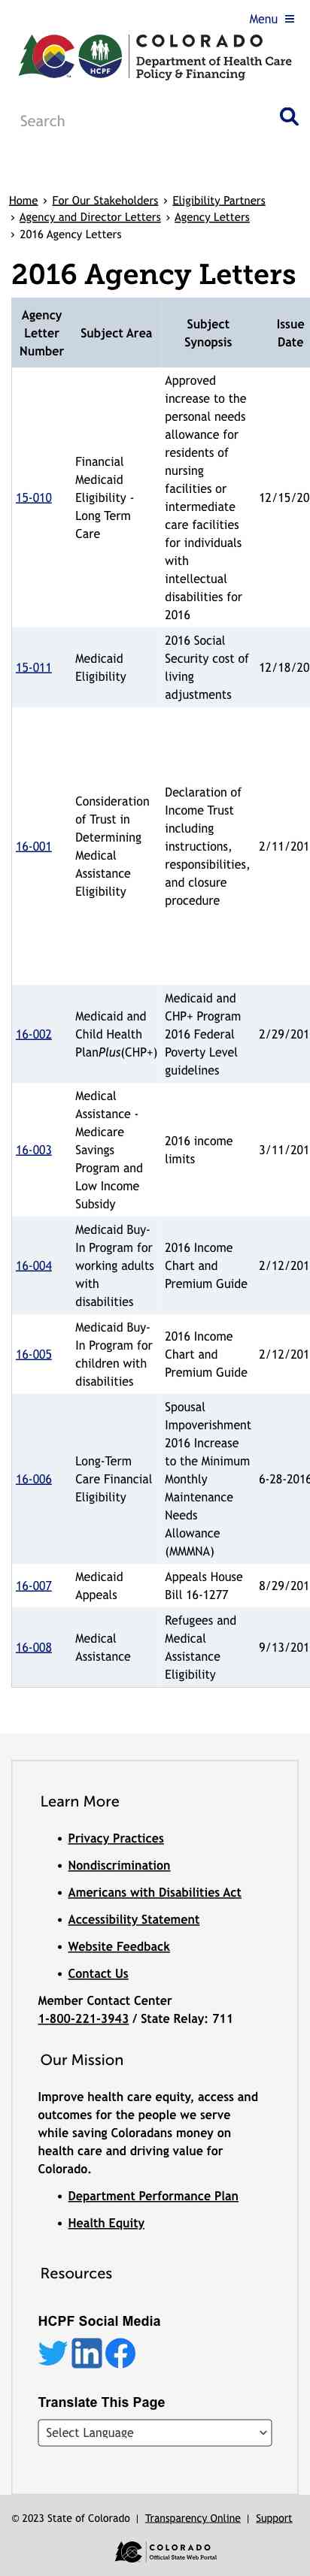 Menu
CO
HCPF
TM
COLORADO
Department of Health Care
Policy & Financing
Search
Home › For Our Stakeholders › Eligibility Partners
› Agency and Director Letters › Agency Letters
› 2016 Agency Letters
2016 Agency Letters
Agency
Letter
Number
Subject Area
Subject
Synopsis
Issue
Date
15-010
Financial
Medicaid
Eligibility -
Long Term
Care
Approved
increase to the
personal needs
allowance for
residents of
nursing
facilities or
intermediate
care facilities
for individuals
with
intellectual
disabilities for
2016
12/15/20
15-011
Medicaid
Eligibility
2016 Social
Security cost of
living
adjustments
12/18/20
16-001
Consideration
of Trust in
Determining
Medical
Assistance
Eligibility
Declaration of
Income Trust
including
instructions,
responsibilities,
and closure
procedure
2/11/201
16-002
Medicaid and
Child Health
PlanPlus(CHP+)
Medicaid and
CHP+ Program
2016 Federal
Poverty Level
guidelines
2/29/201
16-003
Medical
Assistance -
Medicare
Savings
Program and
Low Income
Subsidy
2016 income
limits
3/11/201
16-004
Medicaid Buy-
In Program for
working adults
with
disabilities
2016 Income
Chart and
Premium Guide
2/12/201
16-005
Medicaid Buy-
In Program for
children with
disabilities
2016 Income
Chart and
Premium Guide
2/12/201
16-006
Long-Term
Care Financial
Eligibility
Spousal
Impoverishment
2016 Increase
to the Minimum
Monthly
Maintenance
Needs
Allowance
(MMMNA)
6-28-2016
16-007
Medicaid
Appeals
Appeals House
Bill 16-1277
8/29/201
16-008
Medical
Assistance
Refugees and
Medical
Assistance
Eligibility
9/13/201
Learn More
• Privacy Practices
• Nondiscrimination
• Americans with Disabilities Act
• Accessibility Statement
• Website Feedback
• Contact Us
Member Contact Center
1-800-221-3943 / State Relay: 711
Our Mission
Improve health care equity, access and
outcomes for the people we serve
while saving Coloradans money on
health care and driving value for
Colorado.
• Department Performance Plan
• Health Equity
Resources
HCPF Social Media
in
Translate This Page
Select Language
© 2023 State of Colorado | Transparency Online | Support
COLORADO
Official State Web Portal